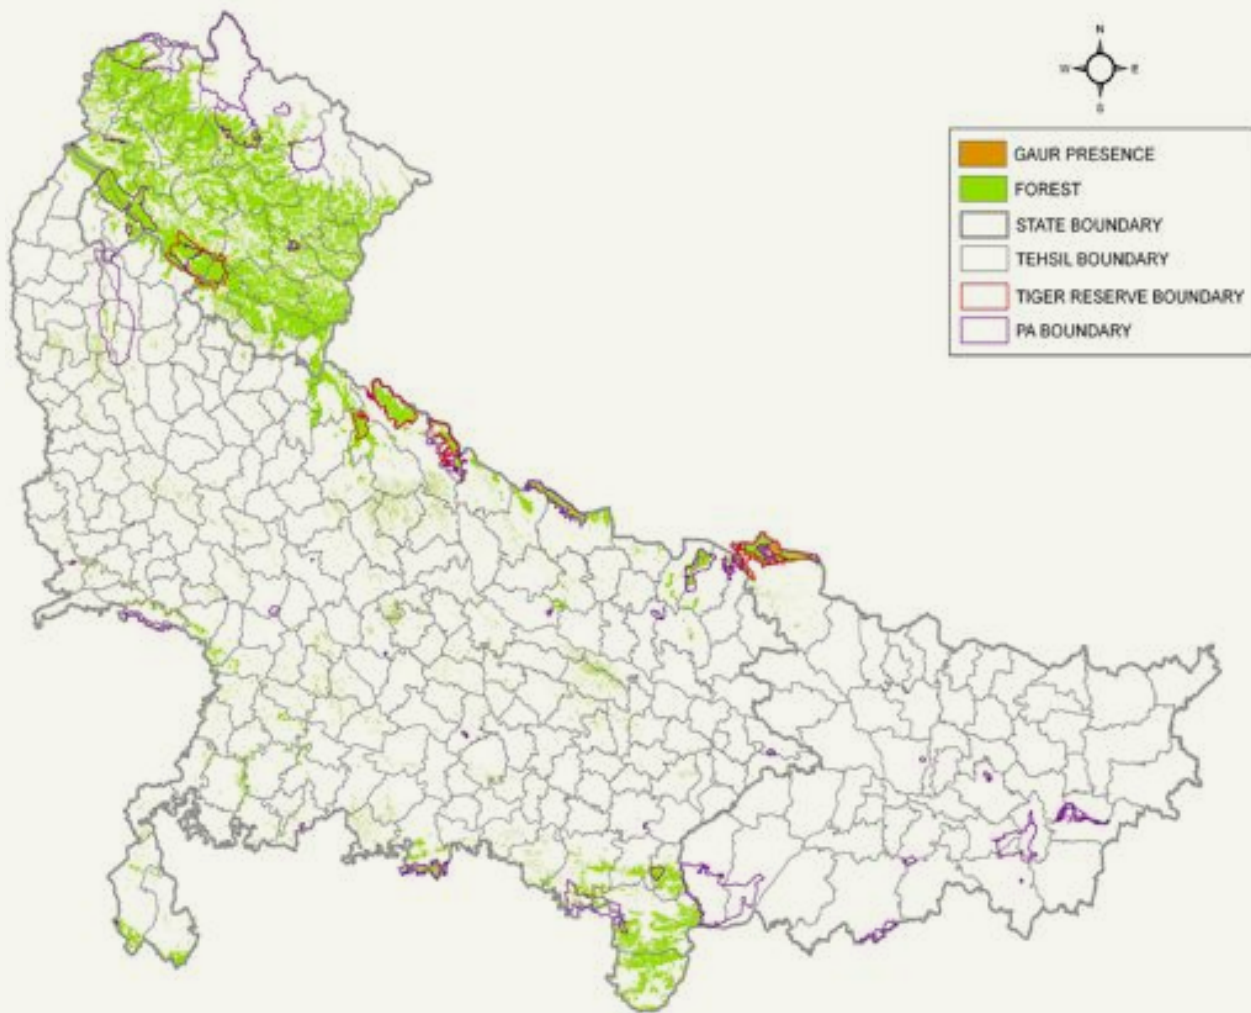 N
W E
S
GAUR PRESENCE
FOREST
STATE BOUNDARY
TEHSIL BOUNDARY
TIGER RESERVE BOUNDARY
PA BOUNDARY